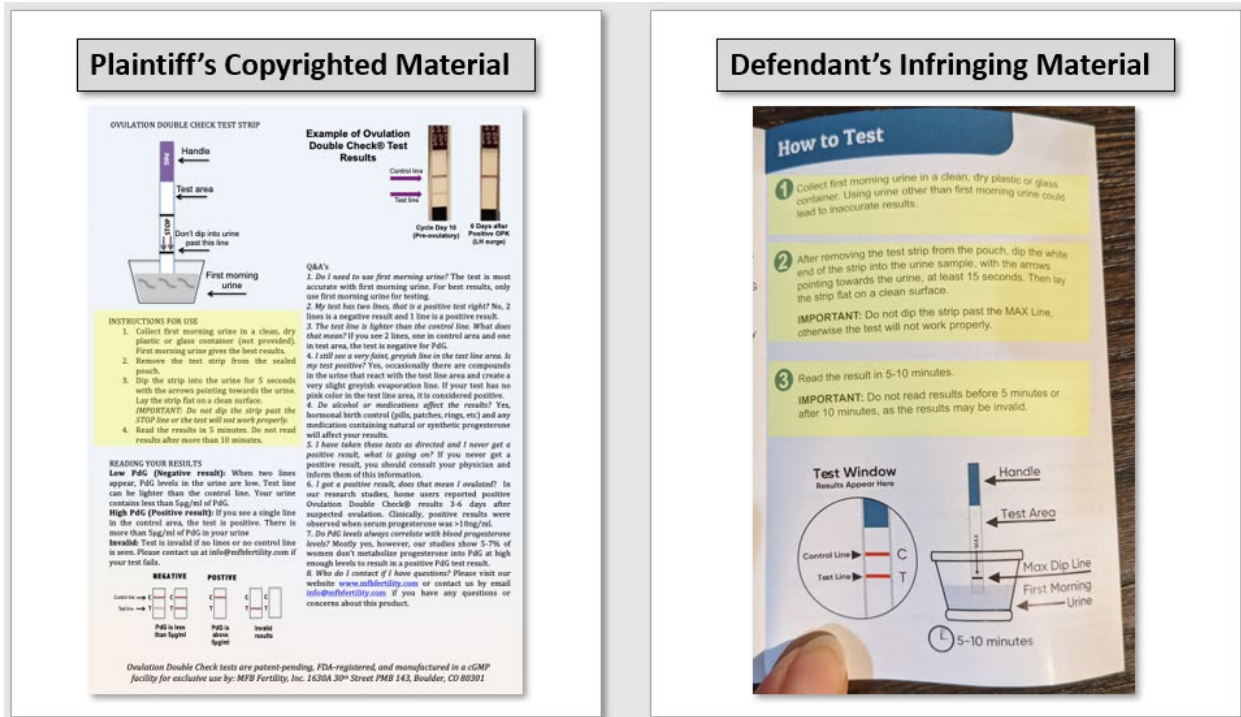 Plaintiff's Copyrighted Material
OVULATION DOUBLE CHECK TEST STRIP
Handle
Test area
STOP
Don't dip into urine
past this line
First morning
urine
INSTRUCTIONS FOR USE
1. Collect first morning urine in a clean, dry
plastic or glass container (not provided).
First morning urine gives the best results.
2. Remove the test strip from the sealed
pouch.
3. Dip the strip into the urine for 5 seconds
with the arrows pointing towards the urine.
Lay the strip flat on a clean surface.
IMPORTANT: Do not dip the strip past the
STOP line or the test will not work properly.
4. Read the results in 5 minutes. Do not read
results after more than 10 minutes.
READING YOUR RESULTS
Low PdG (Negative result): When two lines
appear, PdG levels in the urine are low. Test line
can be lighter than the control line. Your urine
contains less than 5µg/ml of PdG.
High PdG (Positive result): If you see a single line
in the control area, the test is positive. There is
more than 5µg/ml of PdG in your urine
Invalid: Test is invalid if no lines or no control line
is seen. Please contact us at info@mfbfertility.com if
your test fails.
NEGATIVE POSTIVE
Control line C C C C
Test line T T T T
PdG is less
than 5µg/ml
PdG is
above
5µg/ml
Invalid
results
Example of Ovulation
Double Check® Test
Results
Control line
Test line
Cycle Day 10
(Pre-ovulatory)
6 Days after
Positive OPK
(LH surge)
Q&A's
1. Do I need to use first morning urine? The test is most
accurate with first morning urine. For best results, only
use first morning urine for testing.
2. My test has two lines, that is a positive test right? No, 2
lines is a negative result and 1 line is a positive result.
3. The test line is lighter than the control line. What does
that mean? If you see 2 lines, one in control area and one
in test area, the test is negative for PdG.
4. I still see a very faint, greyish line in the test line area. Is
my test positive? Yes, occasionally there are compounds
in the urine that react with the test line area and create a
very slight greyish evaporation line. If your test has no
pink color in the test line area, it is considered positive.
4. Do alcohol or medications affect the results? Yes,
hormonal birth control (pills, patches, rings, etc) and any
medication containing natural or synthetic progesterone
will affect your results.
5. I have taken these tests as directed and I never get a
positive result, what is going on? If you never get a
positive result, you should consult your physician and
inform them of this information.
6. I got a positive result, does that mean I ovulated? In
our research studies, home users reported positive
Ovulation Double Check® results 3-6 days after
suspected ovulation. Clinically, positive results were
observed when serum progesterone was >10ng/ml.
7. Do PdG levels always correlate with blood progesterone
levels? Mostly yes, however, our studies show 5-7% of
women don't metabolize progesterone into PdG at high
enough levels to result in a positive PdG test result.
8. Who do I contact if I have questions? Please visit our
website www.mfbfertility.com or contact us by email
info@mfbfertility.com if you have any questions or
concerns about this product.
Ovulation Double Check tests are patent-pending, FDA-registered, and manufactured in a cGMP
facility for exclusive use by: MFB Fertility, Inc. 1630A 30th Street PMB 143, Boulder, CO 80301
Defendant's Infringing Material
How to Test
1 Collect first morning urine in a clean, dry plastic or glass
container. Using urine other than first morning urine could
lead to inaccurate results.
2 After removing the test strip from the pouch, dip the white
end of the strip into the urine sample, with the arrows
pointing towards the urine, at least 15 seconds. Then lay
the strip flat on a clean surface.
IMPORTANT: Do not dip the strip past the MAX Line,
otherwise the test will not work properly.
3 Read the result in 5-10 minutes.
IMPORTANT: Do not read results before 5 minutes or
after 10 minutes, as the results may be invalid.
Test Window
Results Appear Here
Control Line C
Test Line T
Handle
Test Area
MAX
Max Dip Line
First Morning
Urine
5-10 minutes